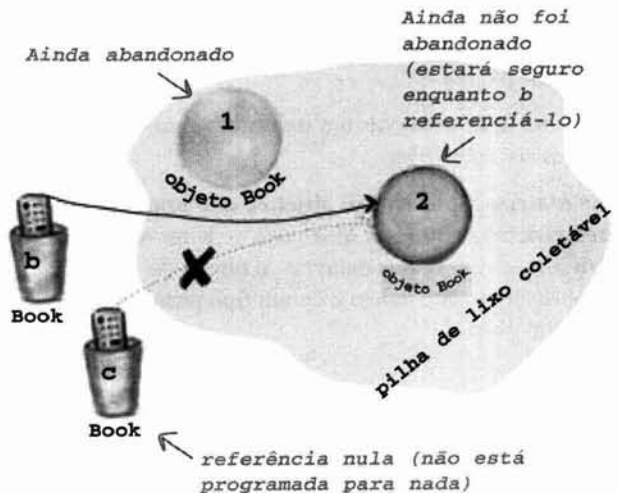 Ainda abandonado
Ainda não foi
abandonado
(estará seguro
enquanto b
referenciá-lo)
1
objeto Book
2
objeto Book
b
Book
c
Book
pilha de lixo coletável
referência nula (não está
programada para nada)